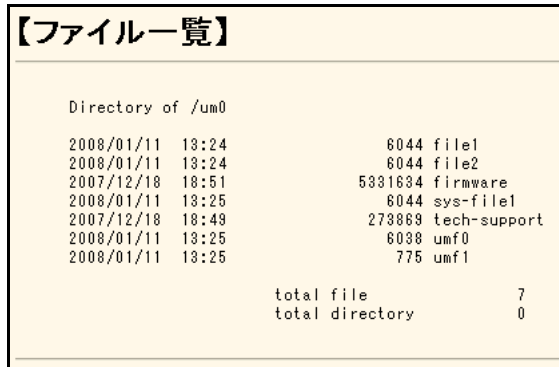 【ファイル一覧】
Directory of /um0
2008/01/11 13:24 6044 file1
2008/01/11 13:24 6044 file2
2007/12/18 18:51 5331634 firmware
2008/01/11 13:25 6044 sys-file1
2007/12/18 18:49 273869 tech-support
2008/01/11 13:25 6038 umf0
2008/01/11 13:25 775 umf1
total file 7
total directory 0